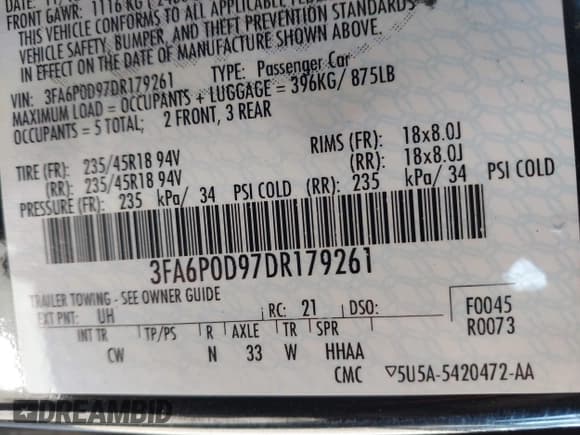 FRONT GAWR: 1116 KG
THIS VEHICLE CONFORMS TO ALL APPLICABLE
VEHICLE SAFETY, BUMPER, AND THEFT PREVENTION STANDARDS
IN EFFECT ON THE DATE OF MANUFACTURE SHOWN ABOVE.
VIN: 3FA6P0D97DR179261 TYPE: Passenger Car
MAXIMUM LOAD = OCCUPANTS + LUGGAGE = 396KG/ 875LB
OCCUPANTS = 5 TOTAL; 2 FRONT, 3 REAR
TIRE (FR): 235/45R18 94V RIMS (FR): 18x8.0J
(RR): 235/45R18 94V (RR): 18x8.0J
PRESSURE (FR): 235 kPa/ 34 PSI COLD (RR): 235 kPa/ 34 PSI COLD
3FA6P0D97DR179261
TRAILER TOWING - SEE OWNER GUIDE
EXT PNT: UH RC: 21 DSO: F0045
INT TR TP/PS R AXLE TR SPR R0073
CW N 33 W HHAA
CMC ▽5U5A-5420472-AA
DREAMBID